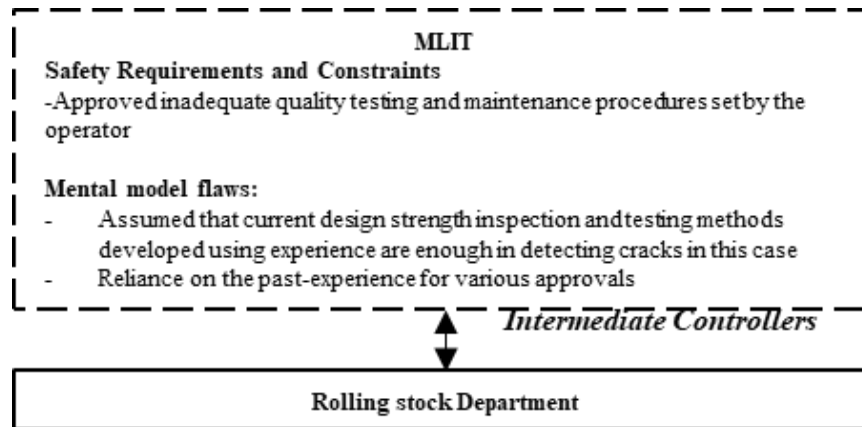 MLIT
Safety Requirements and Constraints
-Approved inadequate quality testing and maintenance procedures set by the
operator
Mental model flaws:
- Assumed that current design strength inspection and testing methods
developed using experience are enough in detecting cracks in this case
- Reliance on the past-experience for various approvals
Intermediate Controllers
Rolling stock Department